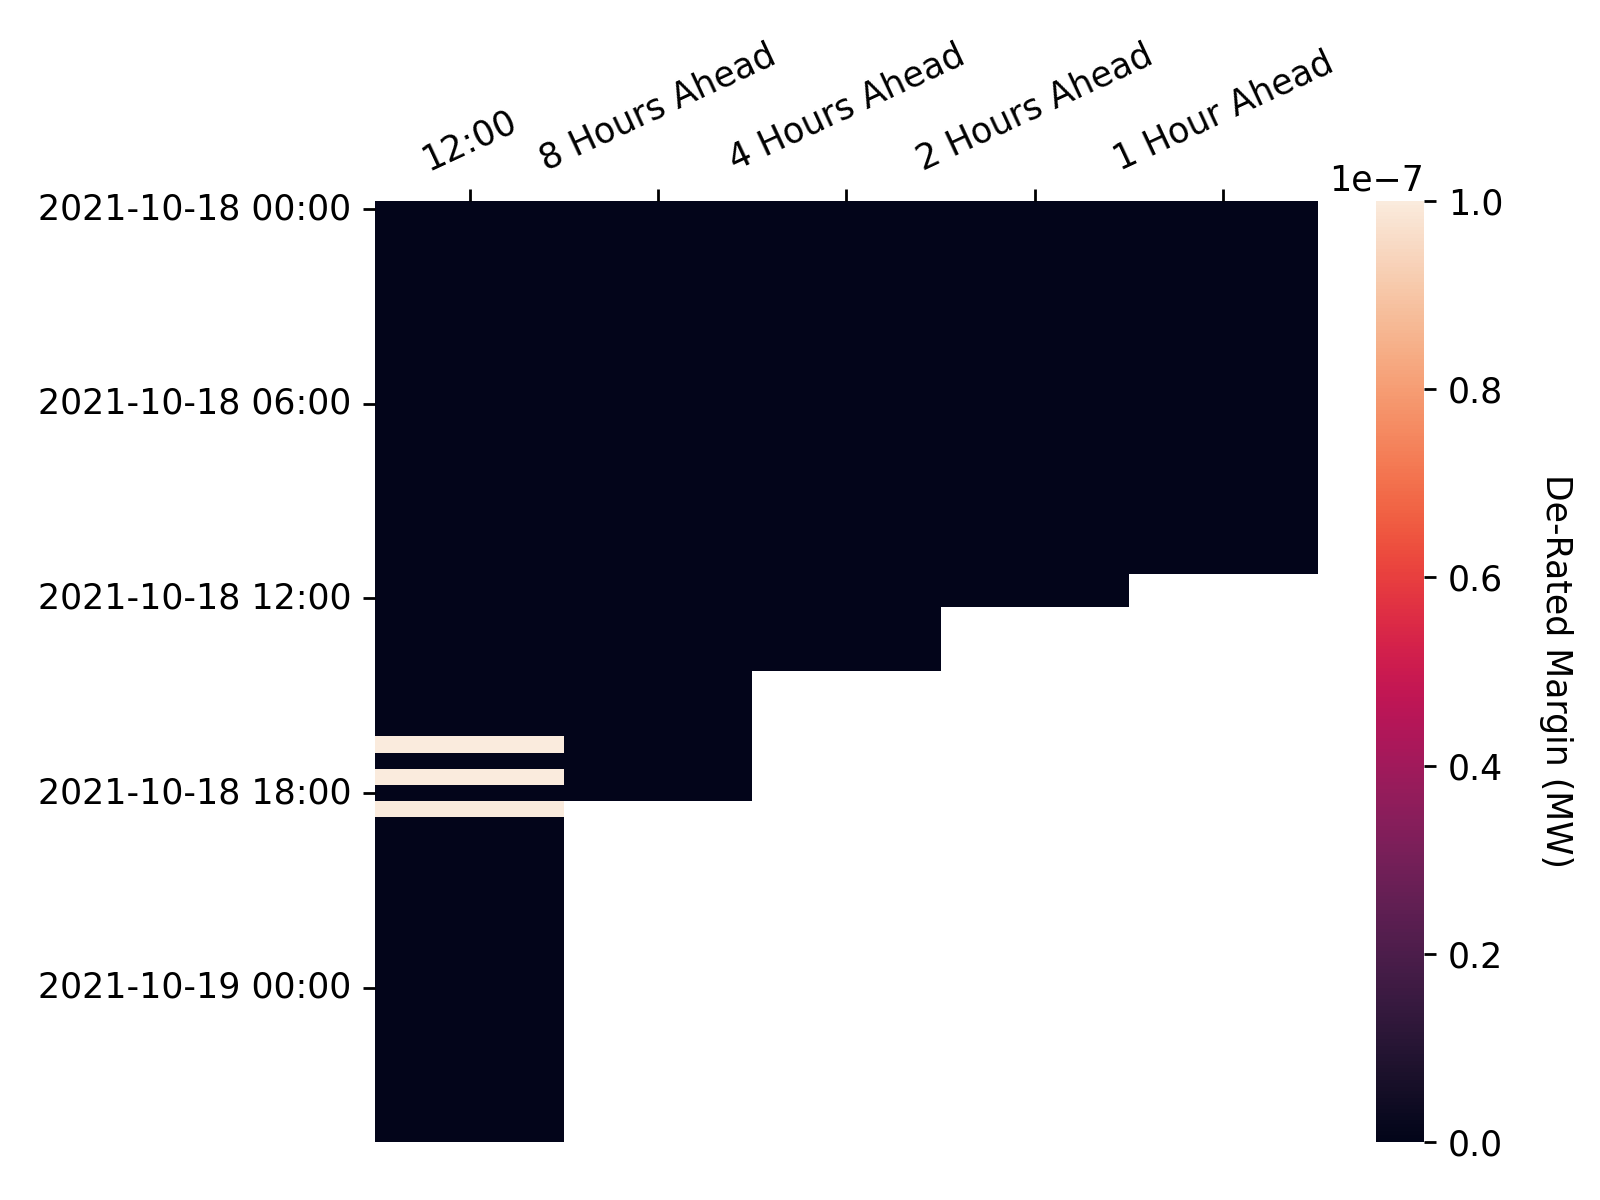 12:00
8 Hours Ahead
4 Hours Ahead
2 Hours Ahead
1 Hour Ahead
2021-10-18 00:00
2021-10-18 06:00
2021-10-18 12:00
2021-10-18 18:00
2021-10-19 00:00
1e−7
1.0
0.8
0.6
0.4
0.2
0.0
De-Rated Margin (MW)